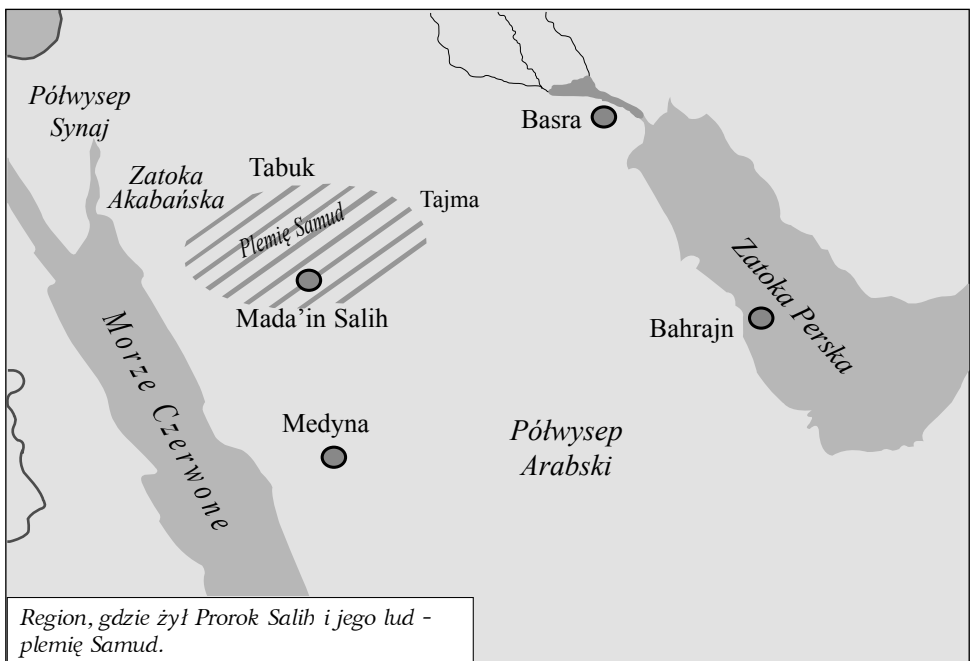 Półwysep
Synaj
Zatoka
Akabańska
Tabuk
Tajma
Plemię Samud
Mada’in Salih
Basra
Zatoka Perska
Bahrajn
Morze Czerwone
Medyna
Półwysep
Arabski
Region, gdzie żył Prorok Salih i jego lud -
plemię Samud.